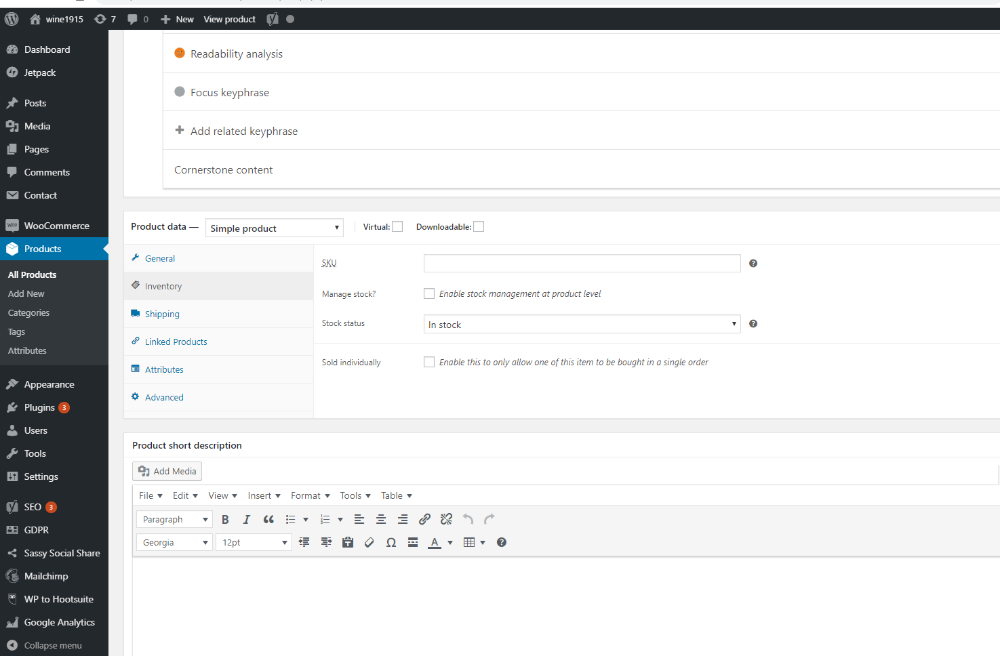 wine1915 7 0 New View product
Dashboard
Jetpack
Posts
Media
Pages
Comments
Contact
WooCommerce
Products
All Products
Add New
Categories
Tags
Attributes
Appearance
Plugins 3
Users
Tools
Settings
SEO 3
GDPR
Sassy Social Share
Mailchimp
WP to Hootsuite
Google Analytics
Collapse menu
Readability analysis
Focus keyphrase
Add related keyphrase
Cornerstone content
Product data — Simple product Virtual: Downloadable:
General
Inventory
Shipping
Linked Products
Attributes
Advanced
SKU
Manage stock? Enable stock management at product level
Stock status In stock
Sold individually Enable this to only allow one of this item to be bought in a single order
Product short description
Add Media
File Edit View Insert Format Tools Table
Paragraph
Georgia 12pt